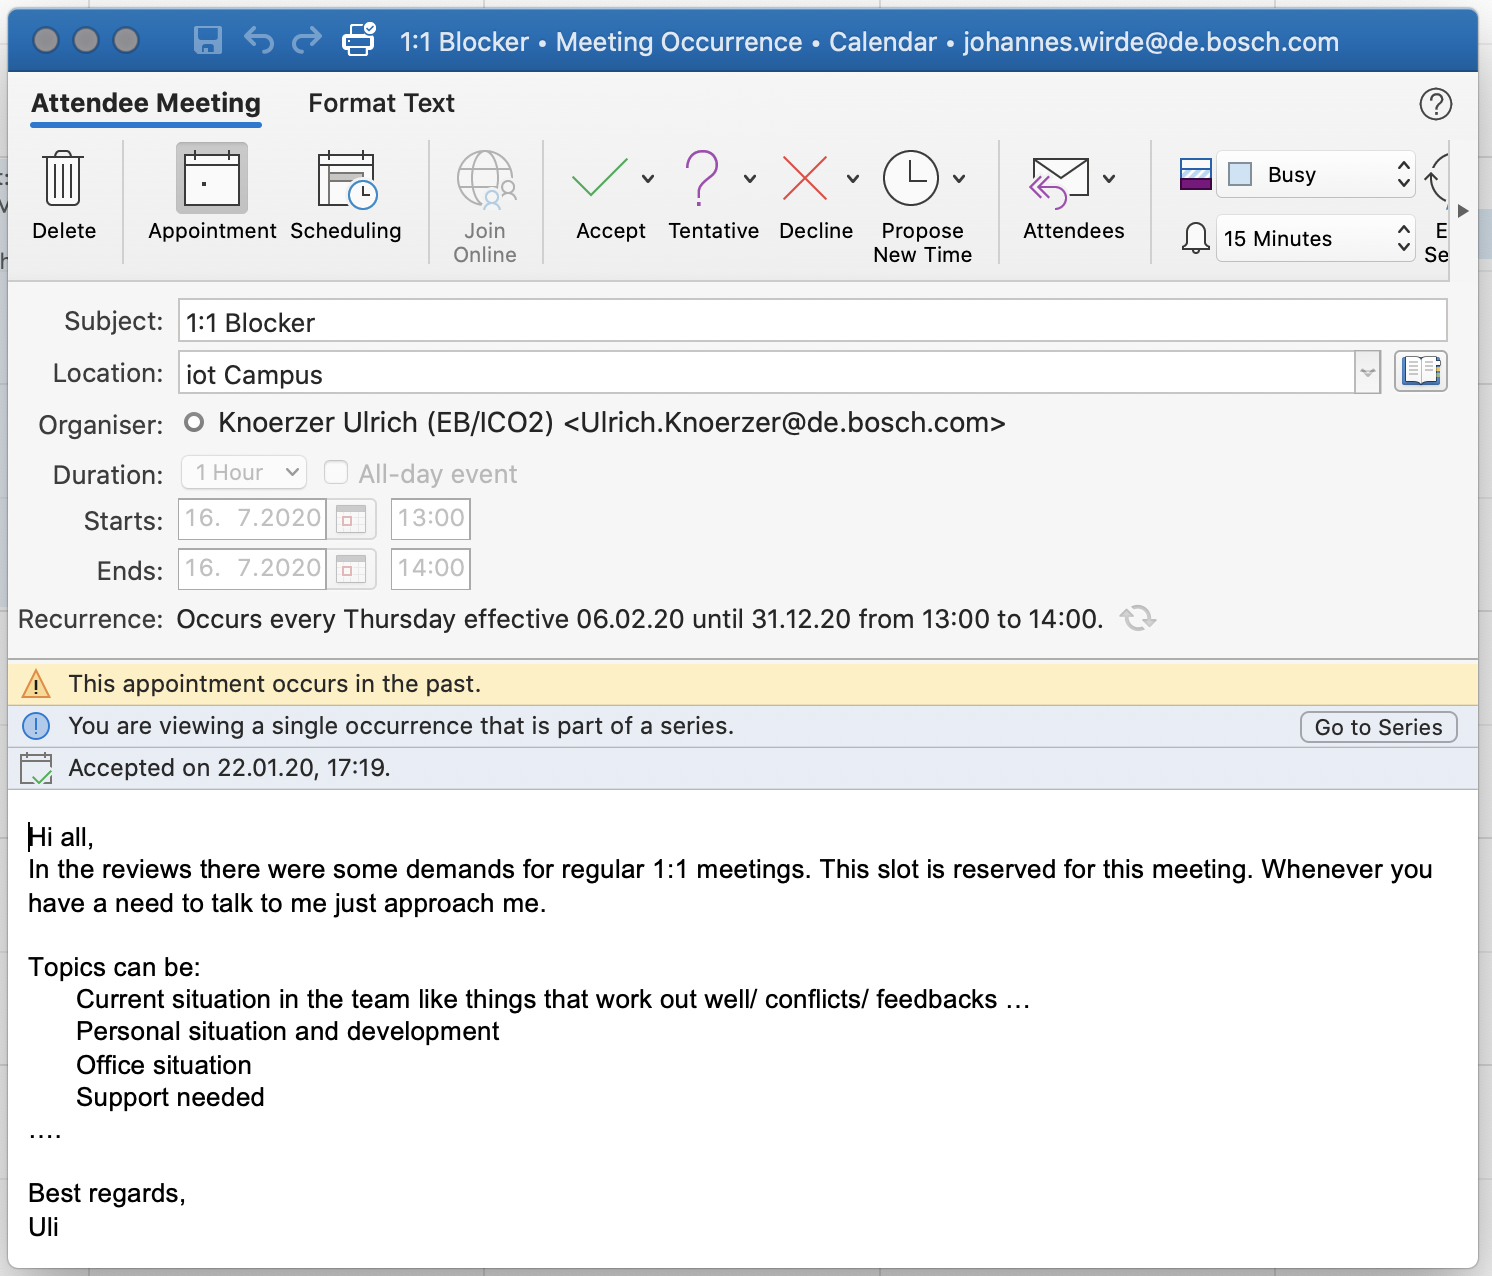 1:1 Blocker • Meeting Occurrence • Calendar • johannes.wirde@de.bosch.com
Attendee Meeting Format Text
Delete Appointment Scheduling Join Online Accept Tentative Decline Propose New Time Attendees Busy 15 Minutes E Se
Subject: 1:1 Blocker
Location: iot Campus
Organiser: Knoerzer Ulrich (EB/ICO2) <Ulrich.Knoerzer@de.bosch.com>
Duration: 1 Hour All-day event
Starts: 16. 7.2020 13:00
Ends: 16. 7.2020 14:00
Recurrence: Occurs every Thursday effective 06.02.20 until 31.12.20 from 13:00 to 14:00.
This appointment occurs in the past.
You are viewing a single occurrence that is part of a series. Go to Series
Accepted on 22.01.20, 17:19.
Hi all,
In the reviews there were some demands for regular 1:1 meetings. This slot is reserved for this meeting. Whenever you
have a need to talk to me just approach me.
Topics can be:
Current situation in the team like things that work out well/ conflicts/ feedbacks …
Personal situation and development
Office situation
Support needed
….
Best regards,
Uli